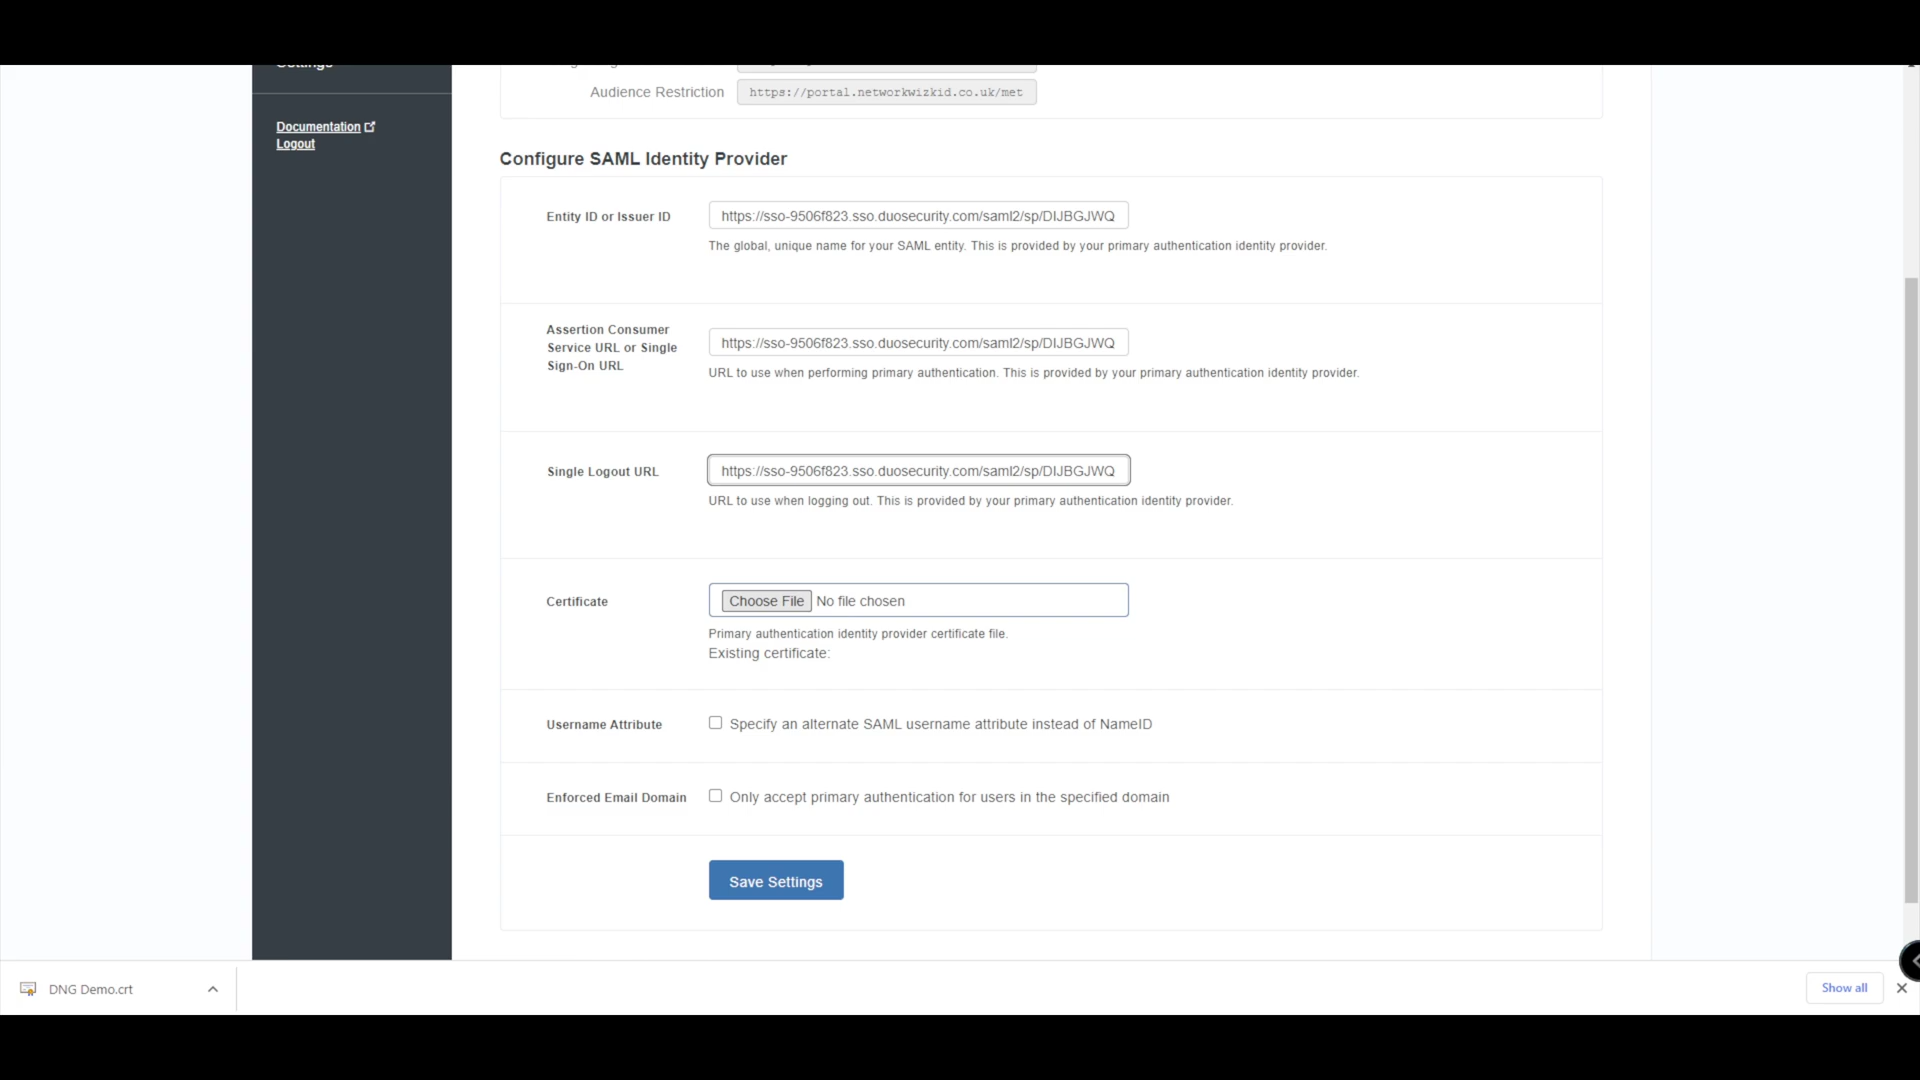 Settings
Audience Restriction
https://portal.networkwizkid.co.uk/met
Documentation
Logout
Configure SAML Identity Provider
Entity ID or Issuer ID
https://sso-9506f823.sso.duosecurity.com/saml2/sp/DIJBGJWQ
The global, unique name for your SAML entity. This is provided by your primary authentication identity provider.
Assertion Consumer
Service URL or Single
Sign-On URL
https://sso-9506f823.sso.duosecurity.com/saml2/sp/DIJBGJWQ
URL to use when performing primary authentication. This is provided by your primary authentication identity provider.
Single Logout URL
https://sso-9506f823.sso.duosecurity.com/saml2/sp/DIJBGJWQ
URL to use when logging out. This is provided by your primary authentication identity provider.
Certificate
Choose File No file chosen
Primary authentication identity provider certificate file.
Existing certificate:
Username Attribute
Specify an alternate SAML username attribute instead of NameID
Enforced Email Domain
Only accept primary authentication for users in the specified domain
Save Settings
DNG Demo.crt
Show all